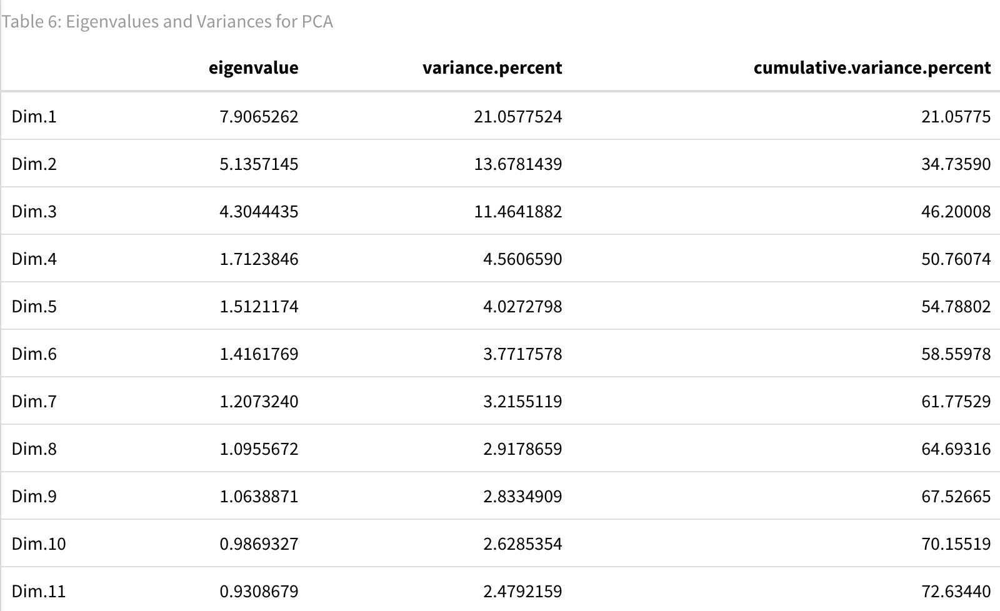 Table 6: Eigenvalues and Variances for PCA
eigenvalue variance.percent cumulative.variance.percent
Dim.1 7.9065262 21.0577524 21.05775
Dim.2 5.1357145 13.6781439 34.73590
Dim.3 4.3044435 11.4641882 46.20008
Dim.4 1.7123846 4.5606590 50.76074
Dim.5 1.5121174 4.0272798 54.78802
Dim.6 1.4161769 3.7717578 58.55978
Dim.7 1.2073240 3.2155119 61.77529
Dim.8 1.0955672 2.9178659 64.69316
Dim.9 1.0638871 2.8334909 67.52665
Dim.10 0.9869327 2.6285354 70.15519
Dim.11 0.9308679 2.4792159 72.63440